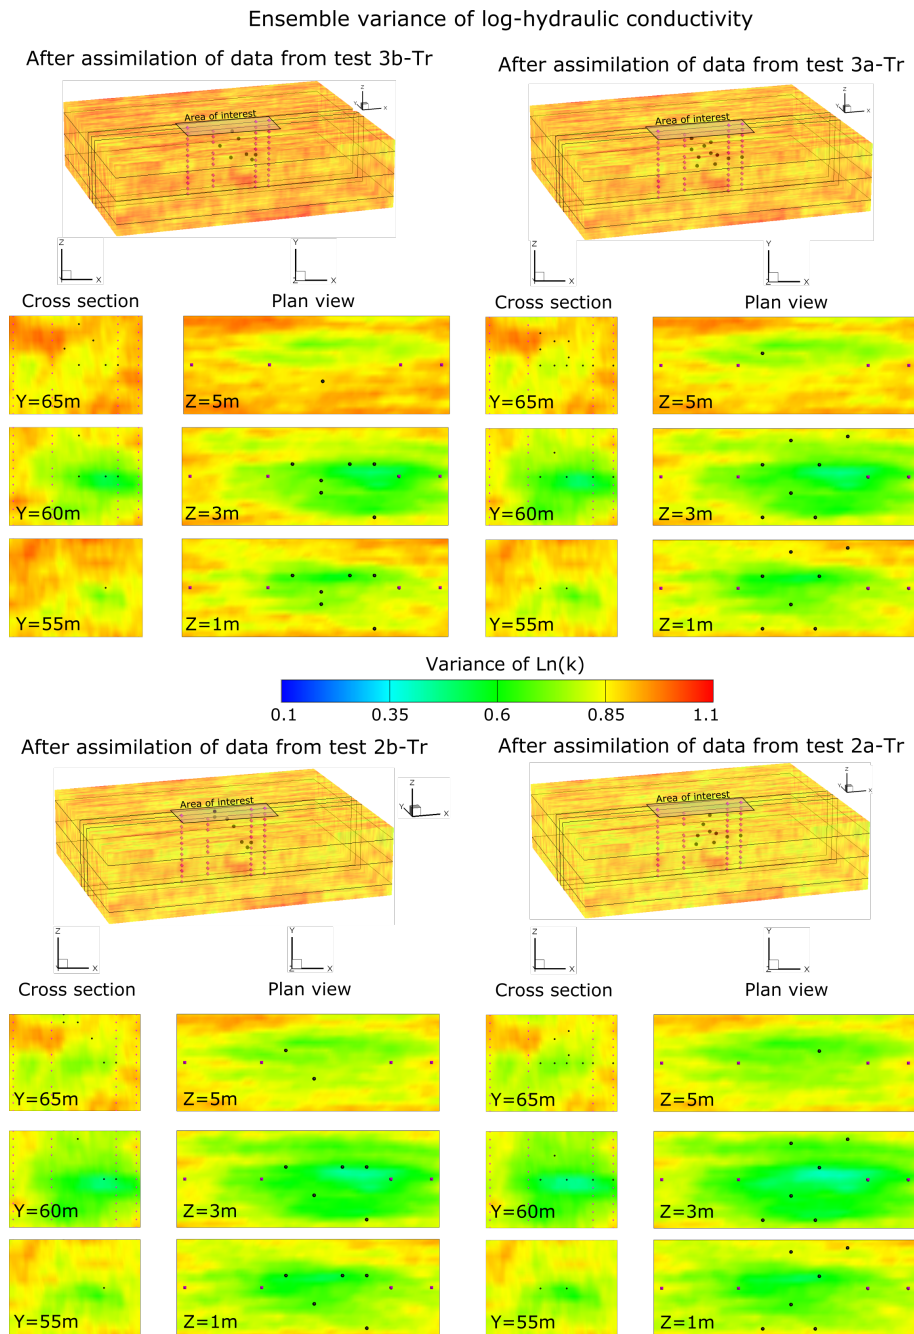 Ensemble variance of log-hydraulic conductivity
After assimilation of data from test 3b-Tr
After assimilation of data from test 3a-Tr
Area of interest
Z
Y
X
Area of interest
Z
Y
X
Z
X
Y
Z
X
Z
X
Y
Z
X
Cross section
Plan view
Cross section
Plan view
Y=65m
Z=5m
Y=65m
Z=5m
Y=60m
Z=3m
Y=60m
Z=3m
Y=55m
Z=1m
Y=55m
Z=1m
Variance of Ln(k)
0.1
0.35
0.6
0.85
1.1
After assimilation of data from test 2b-Tr
After assimilation of data from test 2a-Tr
Area of interest
Z
Y
X
Area of interest
Z
Y
X
Z
X
Y
Z
X
Z
X
Y
Z
X
Cross section
Plan view
Cross section
Plan view
Y=65m
Z=5m
Y=65m
Z=5m
Y=60m
Z=3m
Y=60m
Z=3m
Y=55m
Z=1m
Y=55m
Z=1m